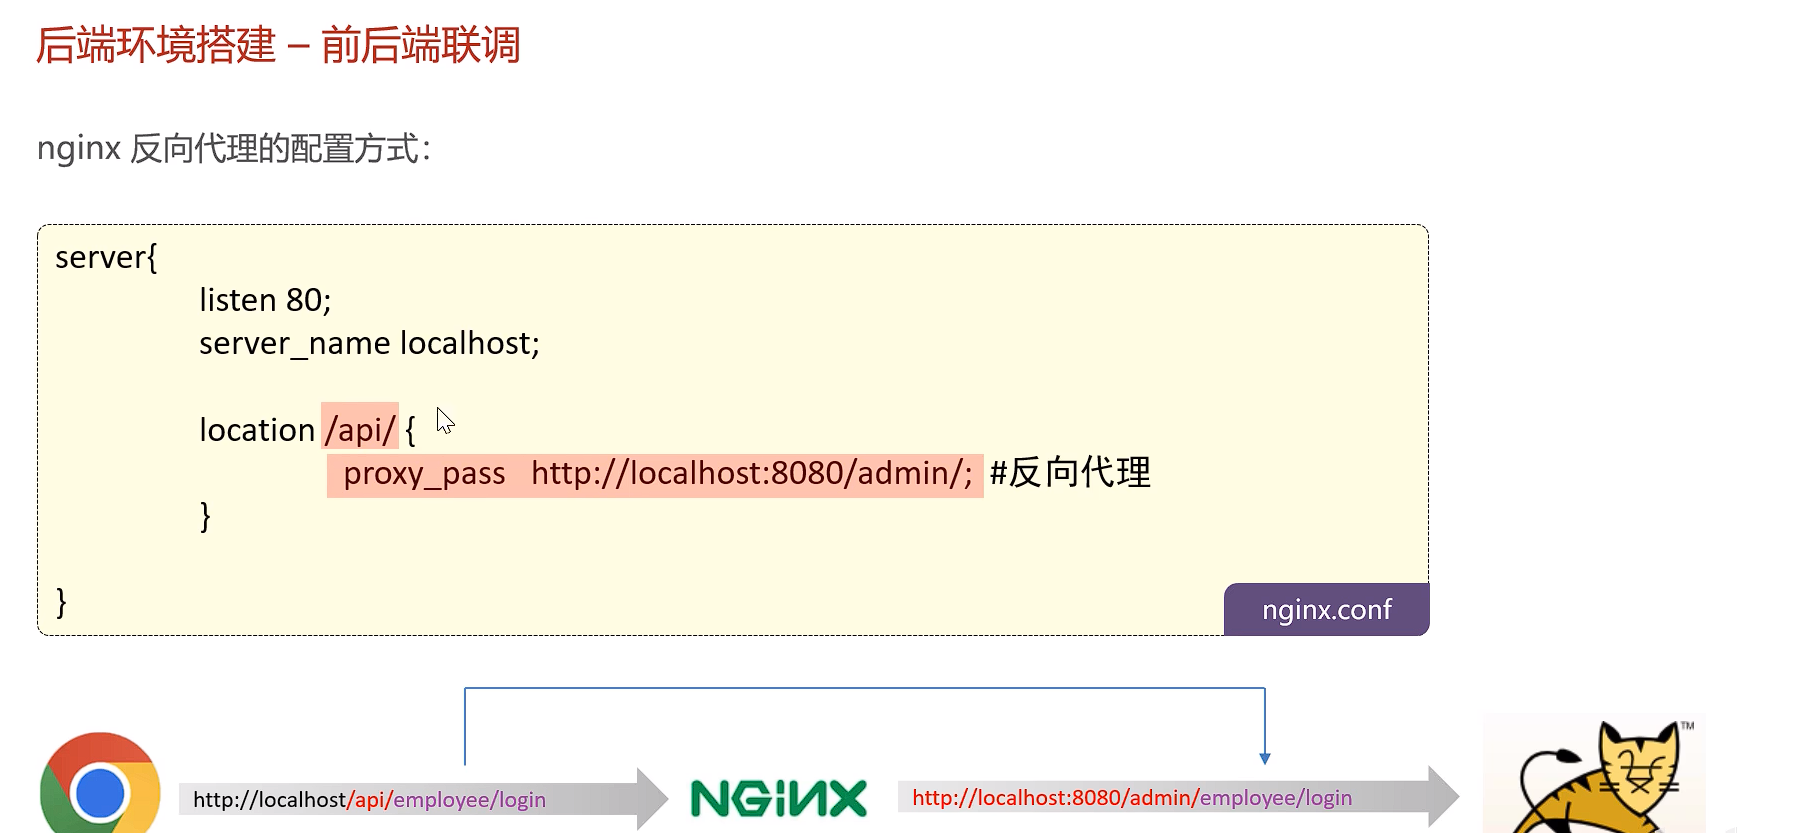 后端环境搭建 – 前后端联调
nginx 反向代理的配置方式：
server{
listen 80;
server_name localhost;
location /api/ {
proxy_pass http://localhost:8080/admin/; #反向代理
}
}
nginx.conf
http://localhost/api/employee/login
NGINX
http://localhost:8080/admin/employee/login
TM